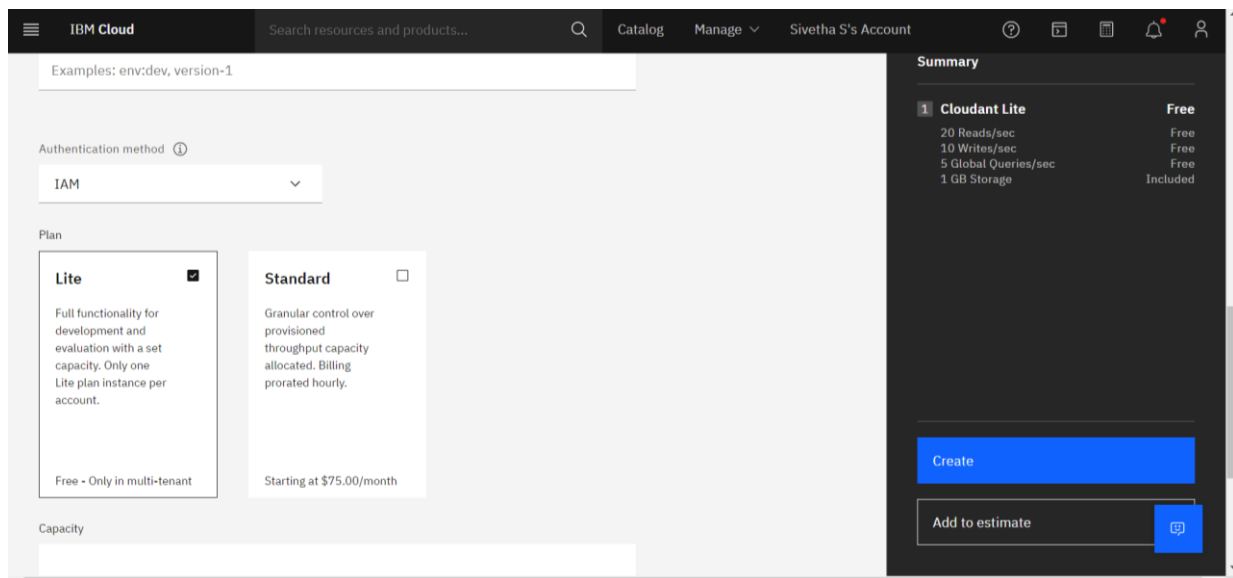 IBM Cloud
Search resources and products...
Catalog
Manage
Sivetha S's Account
Examples: env:dev, version-1
Authentication method
IAM
Plan
Lite
Full functionality for
development and
evaluation with a set
capacity. Only one
Lite plan instance per
account.
Free - Only in multi-tenant
Standard
Granular control over
provisioned
throughput capacity
allocated. Billing
prorated hourly.
Starting at $75.00/month
Capacity
Summary
1 Cloudant Lite Free
20 Reads/sec Free
10 Writes/sec Free
5 Global Queries/sec Free
1 GB Storage Included
Create
Add to estimate